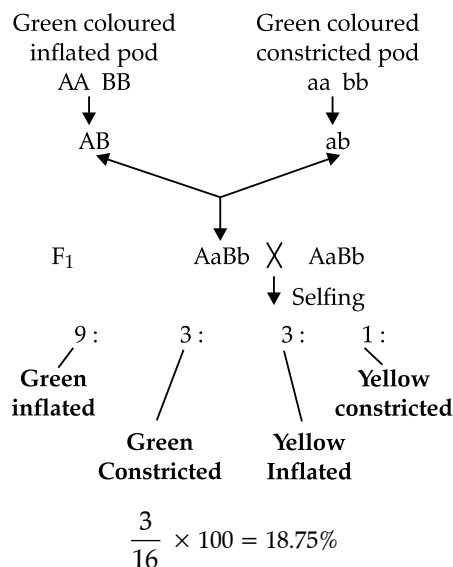 Green coloured inflated pod
AA BB
AB
Green coloured constricted pod
aa bb
ab
F₁ AaBb X AaBb
Selfing
9 : 3 : 3 : 1 :
Green inflated
Green Constricted
Yellow Inflated
Yellow constricted
3/16 × 100 = 18.75%